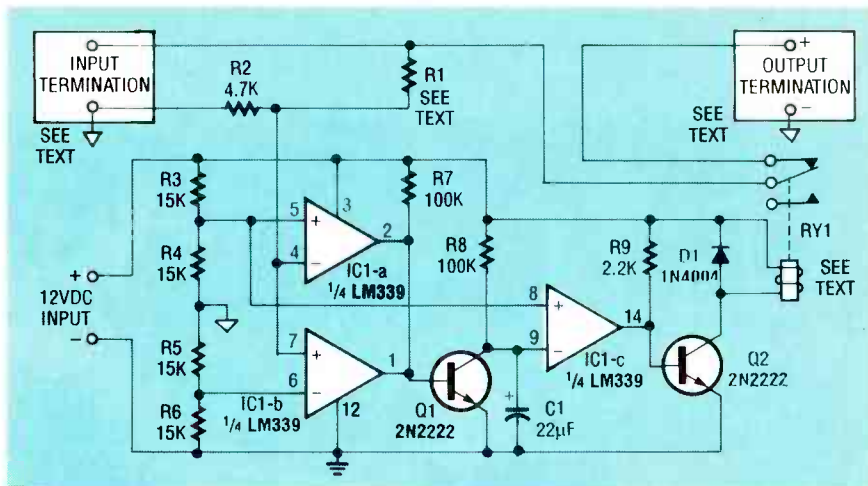 INPUT
TERMINATION
SEE
TEXT
R2
4.7K
R1
SEE
TEXT
+
OUTPUT
TERMINATION
−
SEE
TEXT
R3
15K
R4
15K
+
12VDC
INPUT
−
R5
15K
R6
15K
5
+
3
4
−
2
IC1-a
1/4 LM339
R7
100K
R8
100K
7
+
6
−
1
12
IC1-b
1/4 LM339
Q1
2N2222
8
+
9
−
14
IC1-c
1/4 LM339
+
C1
22μF
R9
2.2K
D1
1N4004
RY1
SEE
TEXT
Q2
2N2222